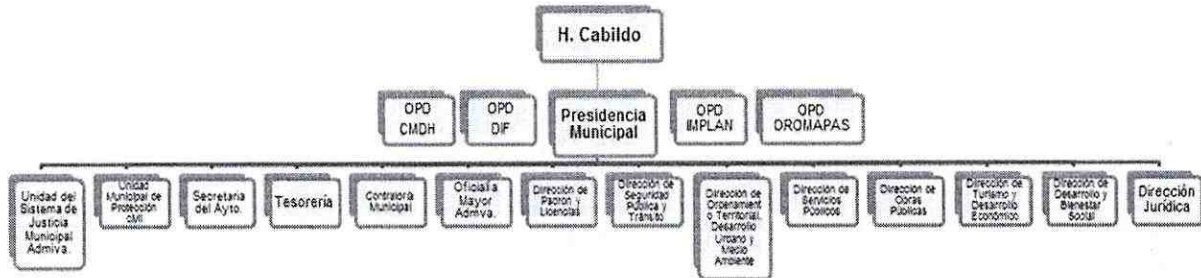 H. Cabildo
OPD
CMDH
OPD
DIF
Presidencia
Municipal
OPD
IMPLAN
OPD
OROMAPAS
Unidad del
Sistema de
Justicia
Municipal
Admiva.
Unidad
Municipal de
Protección
civil
Secretaria
del Ayto.
Tesorería
Contraloría
Municipal
Oficialía
Mayor
Admva.
Dirección de
Padrón y
Licencias
Dirección de
Seguridad
Pública y
Tránsito
Dirección de
Ordenamient
o Territorial,
Desarrollo
Urbano y
Medio
Ambiente
Dirección de
Servicios
Públicos
Dirección de
Obras
Públicas
Dirección de
Turismo y
Desarrollo
Económico
Dirección de
Desarrollo y
Bienestar
Social
Dirección
Jurídica